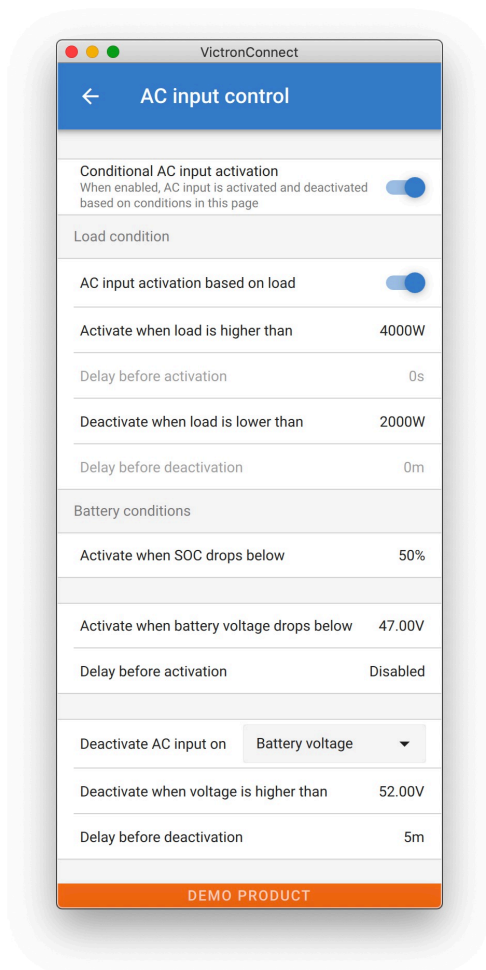 VictronConnect
AC input control
Conditional AC input activation
When enabled, AC input is activated and deactivated
based on conditions in this page
Load condition
AC input activation based on load
Activate when load is higher than 4000W
Delay before activation 0s
Deactivate when load is lower than 2000W
Delay before deactivation 0m
Battery conditions
Activate when SOC drops below 50%
Activate when battery voltage drops below 47.00V
Delay before activation Disabled
Deactivate AC input on Battery voltage
Deactivate when voltage is higher than 52.00V
Delay before deactivation 5m
DEMO PRODUCT